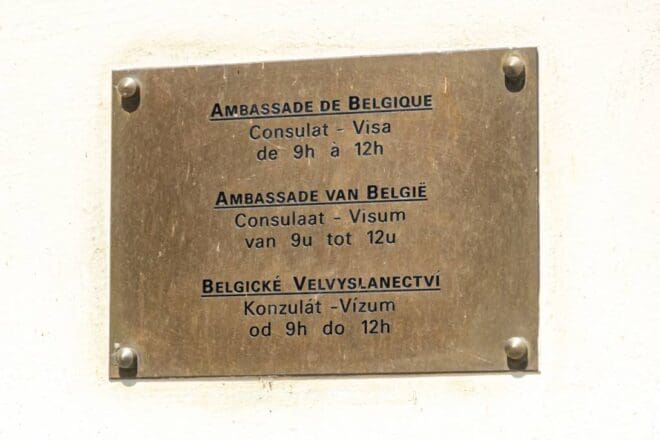 AMBASSADE DE BELGIQUE
Consulat - Visa
de 9h à 12h
AMBASSADE VAN BELGIË
Consulaat - Visum
van 9u tot 12u
BELGICKÉ VELVYSLANECTVÍ
Konzulát -Vízum
od 9h do 12h